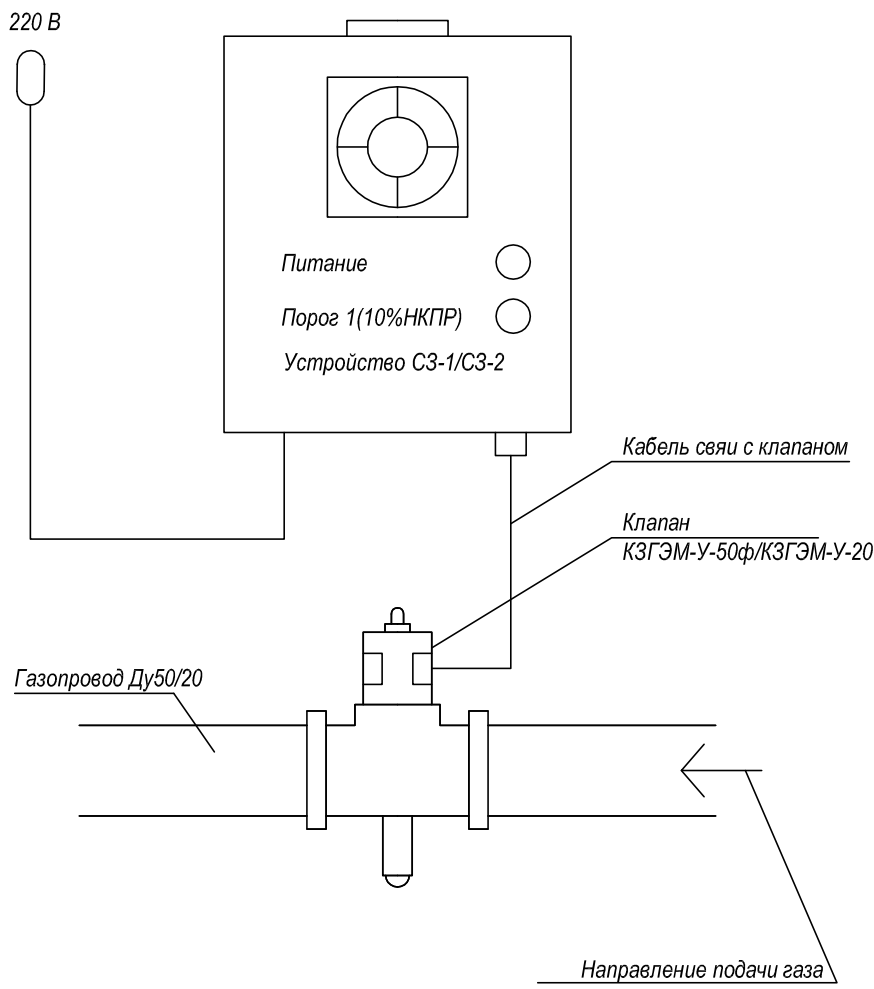 220 В
Питание
Порог 1(10%НКПР)
Устройство СЗ-1/СЗ-2
Кабель свяи с клапаном
Клапан
КЗГЭМ-У-50ф/КЗГЭМ-У-20
Газопровод Ду50/20
Направление подачи газа